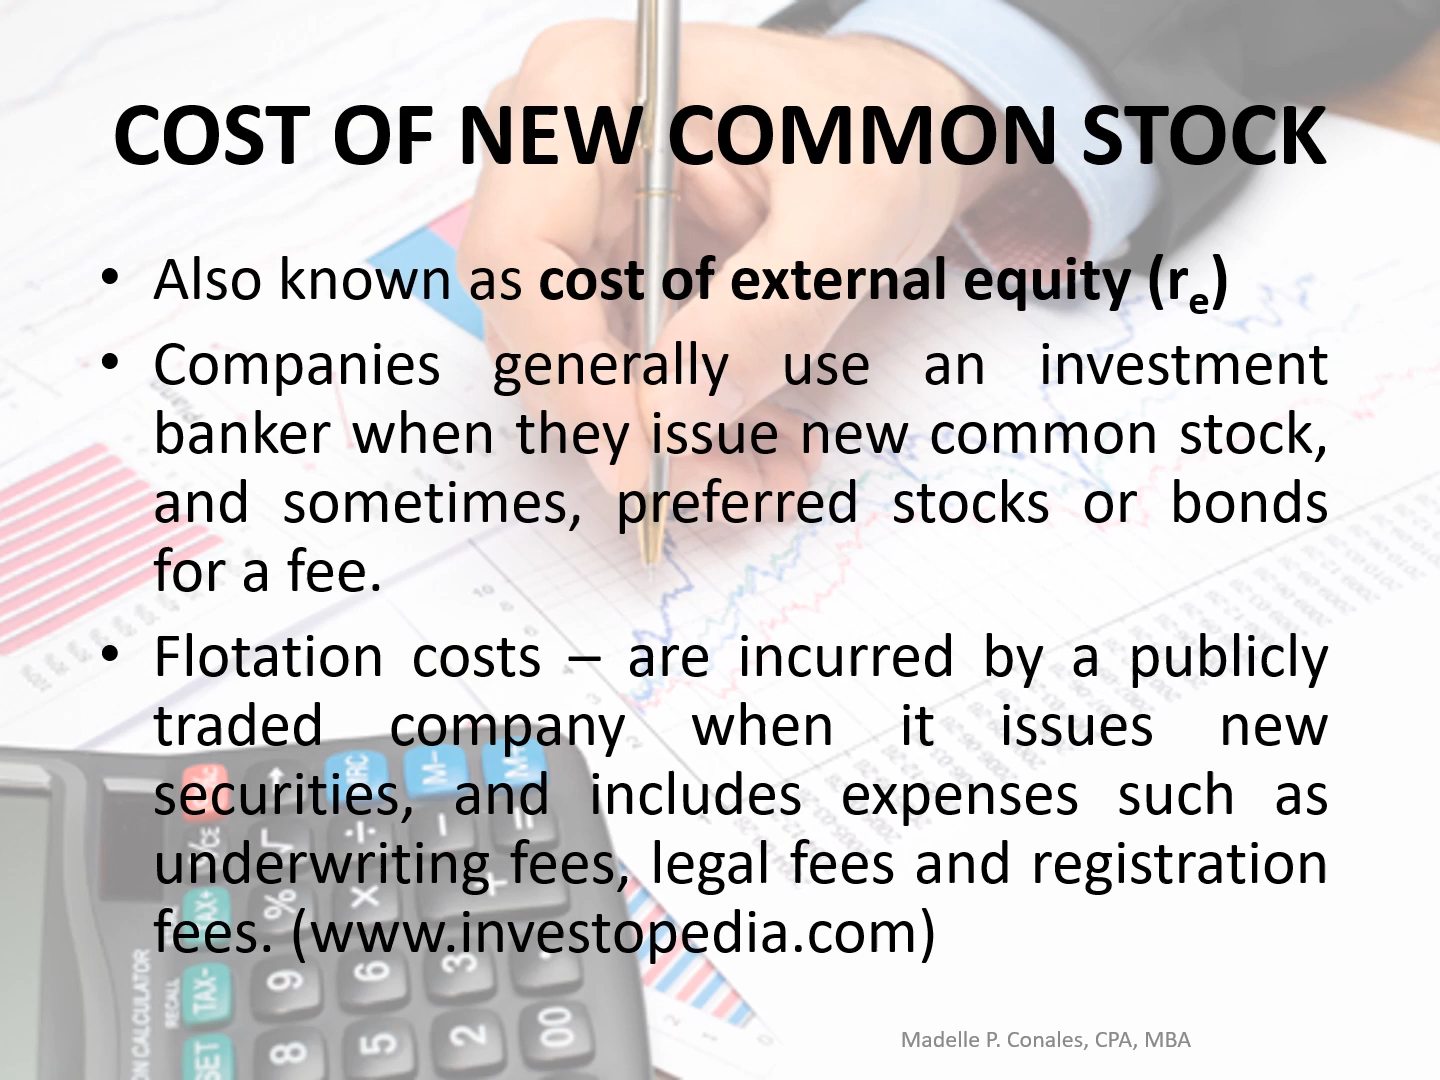 COST OF NEW COMMON STOCK
• Also known as cost of external equity (re)
• Companies generally use an investment
banker when they issue new common stock,
and sometimes, preferred stocks or bonds
for a fee.
• Flotation costs – are incurred by a publicly
traded company when it issues new
securities, and includes expenses such as
underwriting fees, legal fees and registration
fees. (www.investopedia.com)
Madelle P. Conales, CPA, MBA